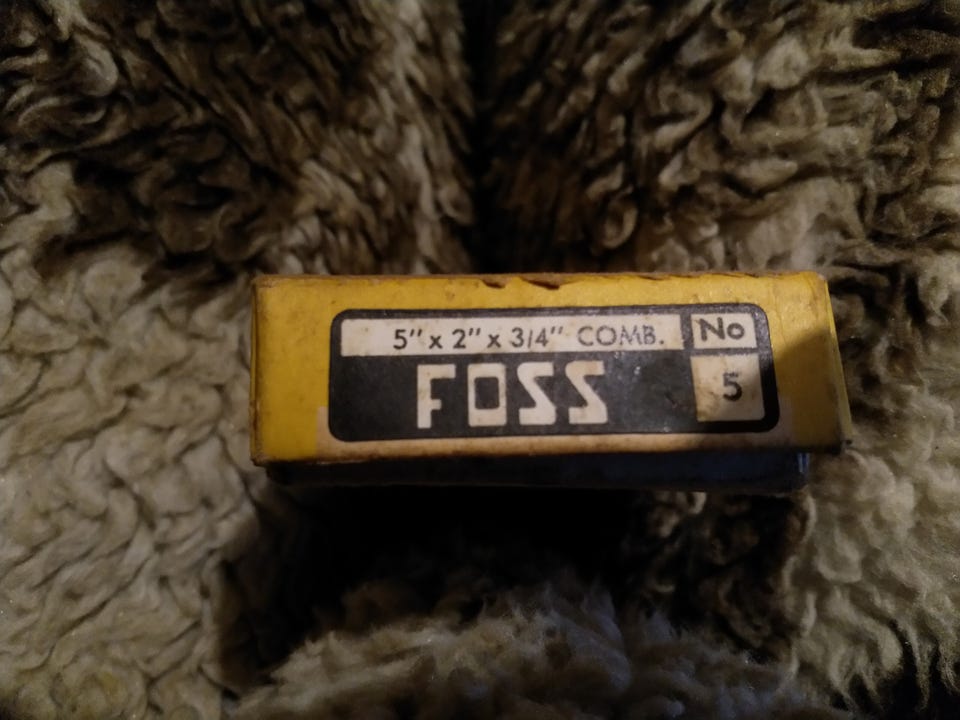 5" x 2" x 3/4" COMB. No
FOSS 5